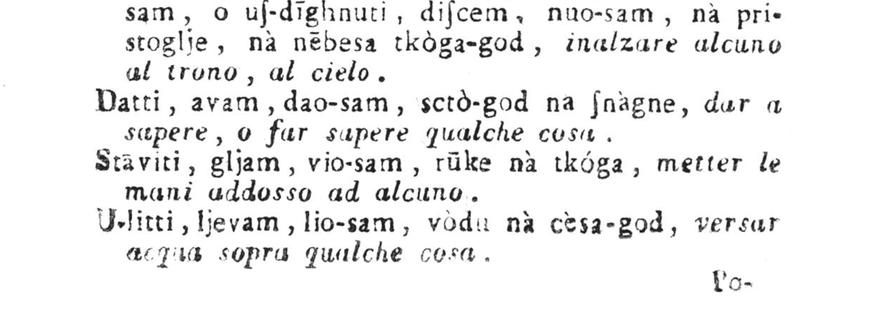 sam, o uſ-dīghnuti, diſcem, nuo-sam, nà pri-
stoglje, nà nēbesa tkòga-god, inalzare alcuno
al trono, al cielo.
Datti, avam, dao-sam, sctò-god na ſnàgne, dar a
sapere, o far sapere qualche cosa.
Stāviti, gljam, vio-sam, rūke nà tkóga, metter le
mani addosso ad alcuno.
U-litti, ljevam, lio-sam, vòdu nà cèsa-god, versar
acqua sopra qualche cosa.
Po-